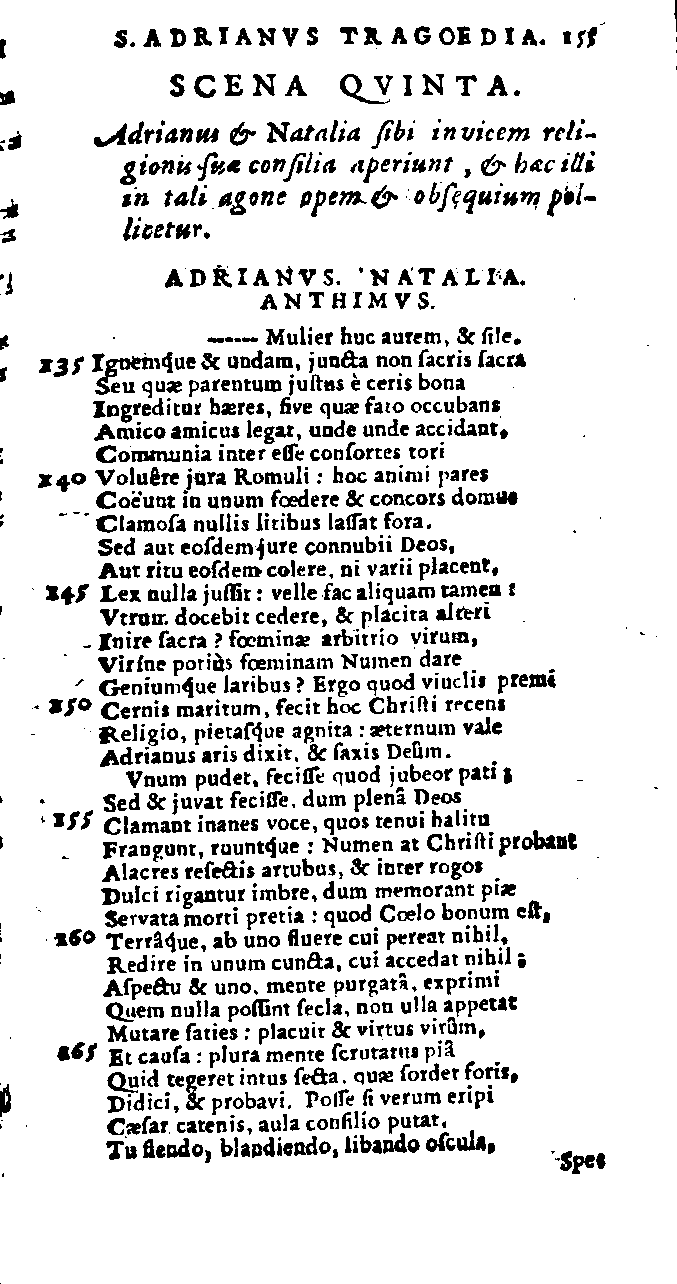 S. ADRIANVS TRAGOEDIA. 155
SCENA QVINTA.
Adrianus & Natalia ſibi invicem reli-
gionis ſuæ conſilia aperiunt, & hæc illi
in tali agone opem & obſequium pol-
licetur.
ADRIANVS. NATALIA.
ANTHIMVS.
------ Mulier huc aurem, & ſile.
235 Ignemque & undam, juncta non ſacris ſacra
Seu quæ parentum juſtus è ceris bona
Ingreditur hæres, ſive quæ fato occubans
Amico amicus legat, unde unde accidant,
Communia inter eſſe conſortes tori
240 Voluêre jura Romuli : hoc animi pares
Coëunt in unum fœdere & concors domus
Clamoſa nullis litibus laſſat fora.
Sed aut eoſdem jure connubii Deos,
Aut ritu eoſdem colere, ni varii placent,
245 Lex nulla juſſit : velle fac aliquam tamen :
Vtrum docebit cedere, & placita alteri
Inire ſacra ? fœminæ arbitrio virum,
Viríne potiùs fœminam Numen dare
Geniumque laribus ? Ergo quod vinclis premi
250 Cernis maritum, fecit hoc Chriſti recens
Religio, pietaſque agnita : æternum vale
Adrianus aris dixit, & ſaxis Deûm.
Vnum pudet, feciſſe quod jubeor pati ;
Sed & juvat feciſſe, dum plenâ Deos
255 Clamant inanes voce, quos tenui halitu
Frangunt, ruuntque : Numen at Chriſti probant
Alacres reſectis artubus, & inter rogos
Dulci rigantur imbre, dum memorant piæ
Servata morti pretia : quod Cœlo bonum eſt,
260 Terrâque, ab uno fluere cui pereat nihil,
Redire in unum cuncta, cui accedat nihil ;
Aſpectu & uno, mente purgatâ, exprimi
Quem nulla poſſint ſecla, non ulla appetat
Mutare ſaties : placuit & virtus virûm,
265 Et cauſa : plura mente ſcrutatus piâ
Quid tegeret intus ſecta, quæ ſordet foris,
Didici, & probavi. Poſſe ſi verum eripi
Cæſar catenis, aula conſilio putat.
Tu flendo, blandiendo, libando oſcula,
Spes